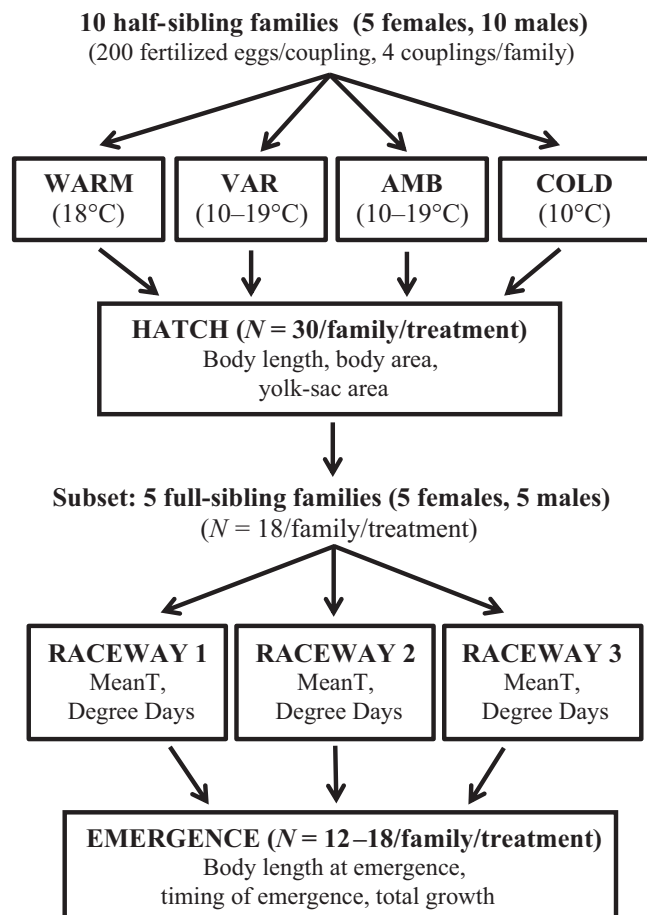 10 half-sibling families (5 females, 10 males)
(200 fertilized eggs/coupling, 4 couplings/family)
WARM
(18°C)
VAR
(10–19°C)
AMB
(10–19°C)
COLD
(10°C)
HATCH (N = 30/family/treatment)
Body length, body area,
yolk-sac area
Subset: 5 full-sibling families (5 females, 5 males)
(N = 18/family/treatment)
RACEWAY 1
MeanT,
Degree Days
RACEWAY 2
MeanT,
Degree Days
RACEWAY 3
MeanT,
Degree Days
EMERGENCE (N = 12–18/family/treatment)
Body length at emergence,
timing of emergence, total growth